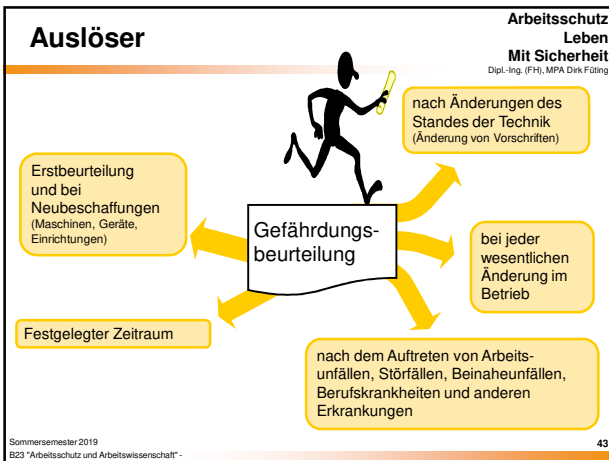 Auslöser
Arbeitsschutz
Leben
Mit Sicherheit
Dipl.-Ing. (FH), MPA Dirk Füting
nach Änderungen des
Standes der Technik
(Änderung von Vorschriften)
Erstbeurteilung
und bei
Neubeschaffungen
(Maschinen, Geräte,
Einrichtungen)
Gefährdungs-
beurteilung
bei jeder
wesentlichen
Änderung im
Betrieb
Festgelegter Zeitraum
nach dem Auftreten von Arbeits-
unfällen, Störfällen, Beinaheunfällen,
Berufskrankheiten und anderen
Erkrankungen
Sommersemester 2019
B23 "Arbeitsschutz und Arbeitswissenschaft" -
43